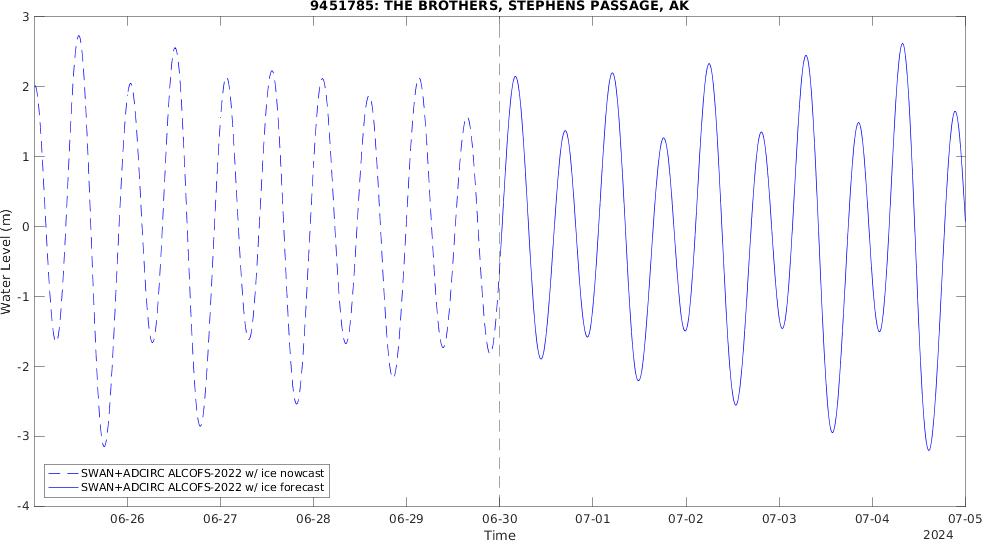 9451785: THE BROTHERS, STEPHENS PASSAGE, AK
3
2
1
0
-1
-2
-3
-4
Water Level (m)
SWAN+ADCIRC ALCOFS-2022 w/ ice nowcast
SWAN+ADCIRC ALCOFS-2022 w/ ice forecast
06-26 06-27 06-28 06-29 06-30 07-01 07-02 07-03 07-04 07-05
Time
2024